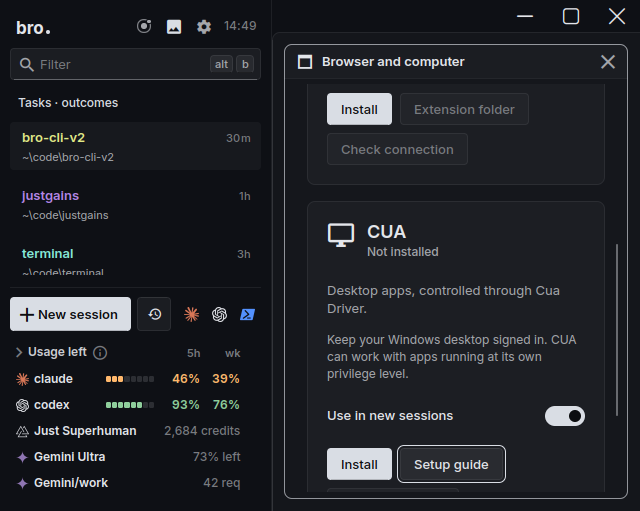 bro.
14:49
Filter
alt b
Tasks · outcomes
bro-cli-v2 30m
~\code\bro-cli-v2
justgains 1h
~\code\justgains
terminal 3h
~\code\terminal
New session
Usage left 5h wk
claude 46% 39%
codex 93% 76%
Just Superhuman 2,684 credits
Gemini Ultra 73% left
Gemini/work 42 req
Browser and computer
Install
Extension folder
Check connection
CUA
Not installed
Desktop apps, controlled through Cua
Driver.
Keep your Windows desktop signed in. CUA
can work with apps running at its own
privilege level.
Use in new sessions
Install
Setup guide